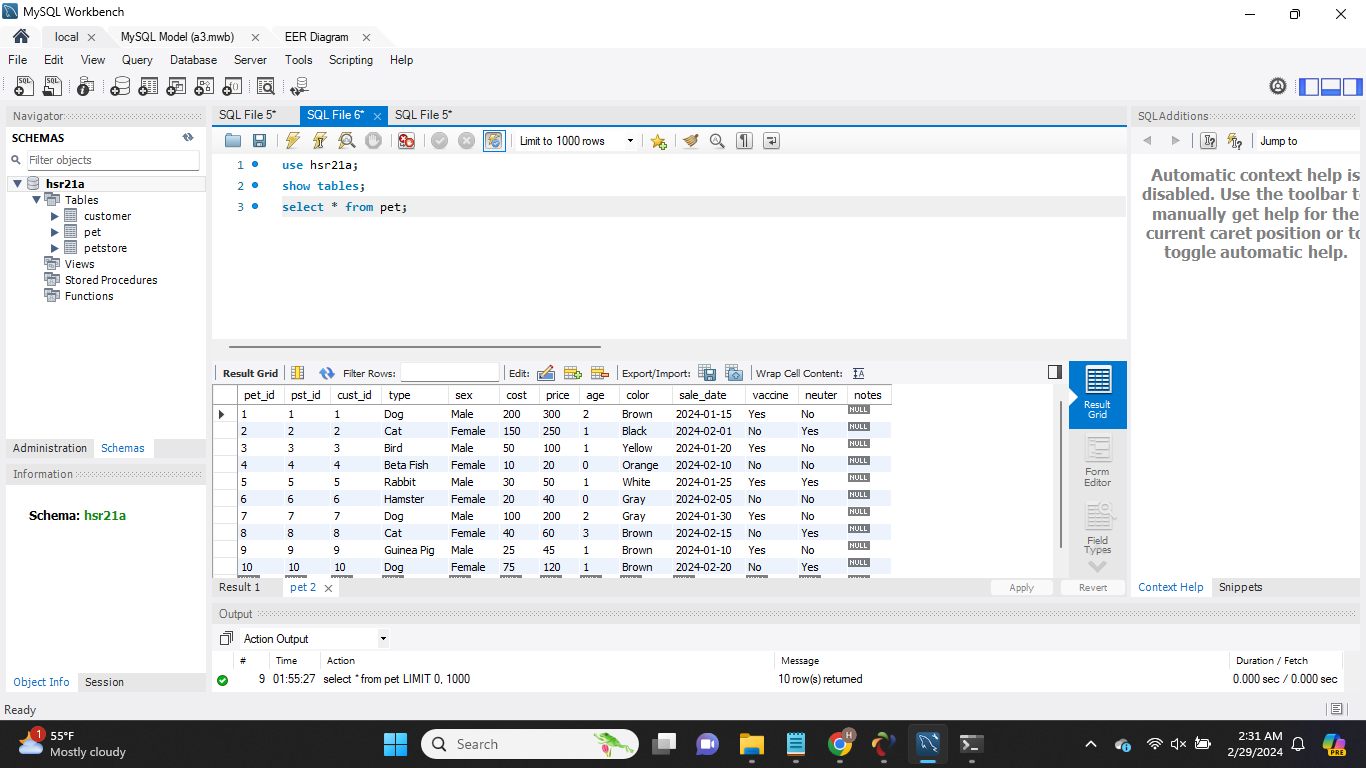 MySQL Workbench
local
MySQL Model (a3.mwb)
EER Diagram
File Edit View Query Database Server Tools Scripting Help
Navigator
SCHEMAS
Filter objects
hsr21a
Tables
customer
pet
petstore
Views
Stored Procedures
Functions
Administration Schemas
Information
Schema: hsr21a
Object Info Session
SQL File 5* SQL File 6* SQL File 5*
Limit to 1000 rows
1 use hsr21a;
2 show tables;
3 select * from pet;
Result Grid Filter Rows: Edit: Export/Import: Wrap Cell Content:
pet_id pst_id cust_id type sex cost price age color sale_date vaccine neuter notes
1 1 1 Dog Male 200 300 2 Brown 2024-01-15 Yes No NULL
2 2 2 Cat Female 150 250 1 Black 2024-02-01 No Yes NULL
3 3 3 Bird Male 50 100 1 Yellow 2024-01-20 Yes No NULL
4 4 4 Beta Fish Female 10 20 0 Orange 2024-02-10 No No NULL
5 5 5 Rabbit Male 30 50 1 White 2024-01-25 Yes Yes NULL
6 6 6 Hamster Female 20 40 0 Gray 2024-02-05 No No NULL
7 7 7 Dog Male 100 200 2 Gray 2024-01-30 Yes No NULL
8 8 8 Cat Female 40 60 3 Brown 2024-02-15 No Yes NULL
9 9 9 Guinea Pig Male 25 45 1 Brown 2024-01-10 Yes No NULL
10 10 10 Dog Female 75 120 1 Brown 2024-02-20 No Yes NULL
Result
Grid
Form
Editor
Field
Types
Result 1 pet 2 Apply Revert
SQLAdditions
Jump to
Automatic context help is
disabled. Use the toolbar t
manually get help for the
current caret position or to
toggle automatic help.
Context Help Snippets
Output
Action Output
# Time Action Message Duration / Fetch
9 01:55:27 select * from pet LIMIT 0, 1000 10 row(s) returned 0.000 sec / 0.000 sec
Ready
1
55°F
Mostly cloudy
Search
H
2:31 AM
2/29/2024
PRE